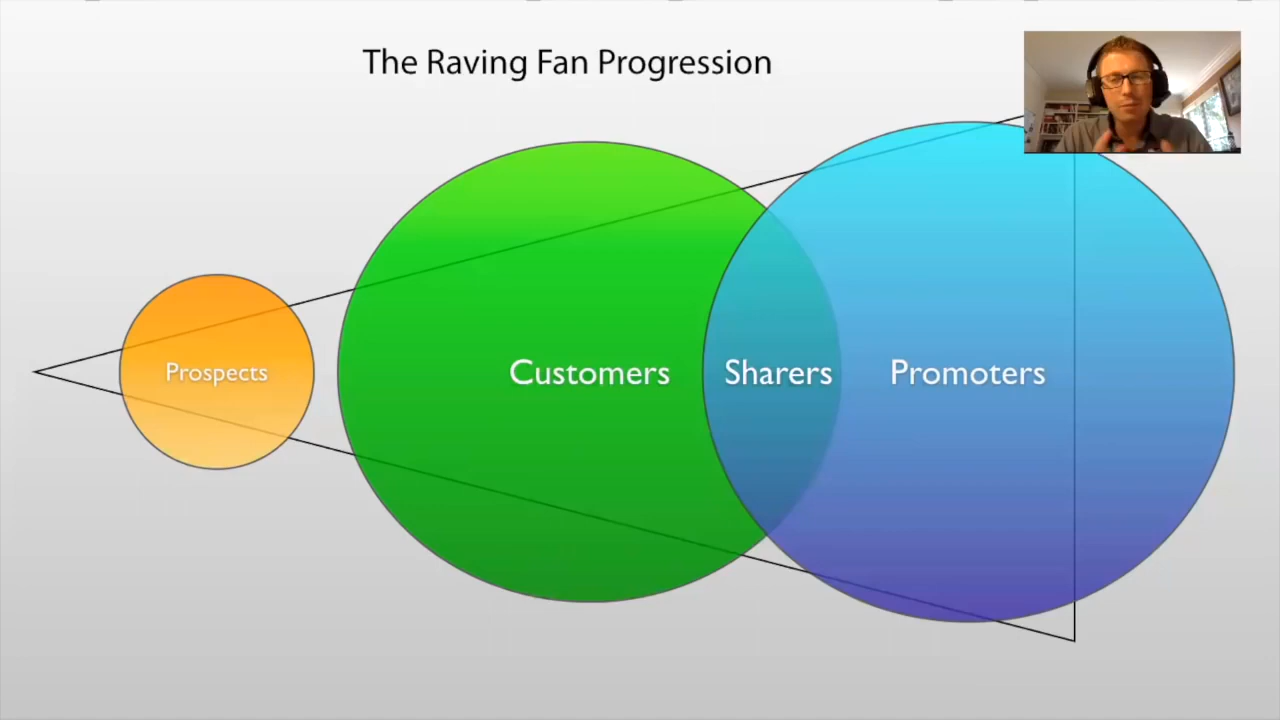 The Raving Fan Progression
Prospects
Customers
Sharers
Promoters